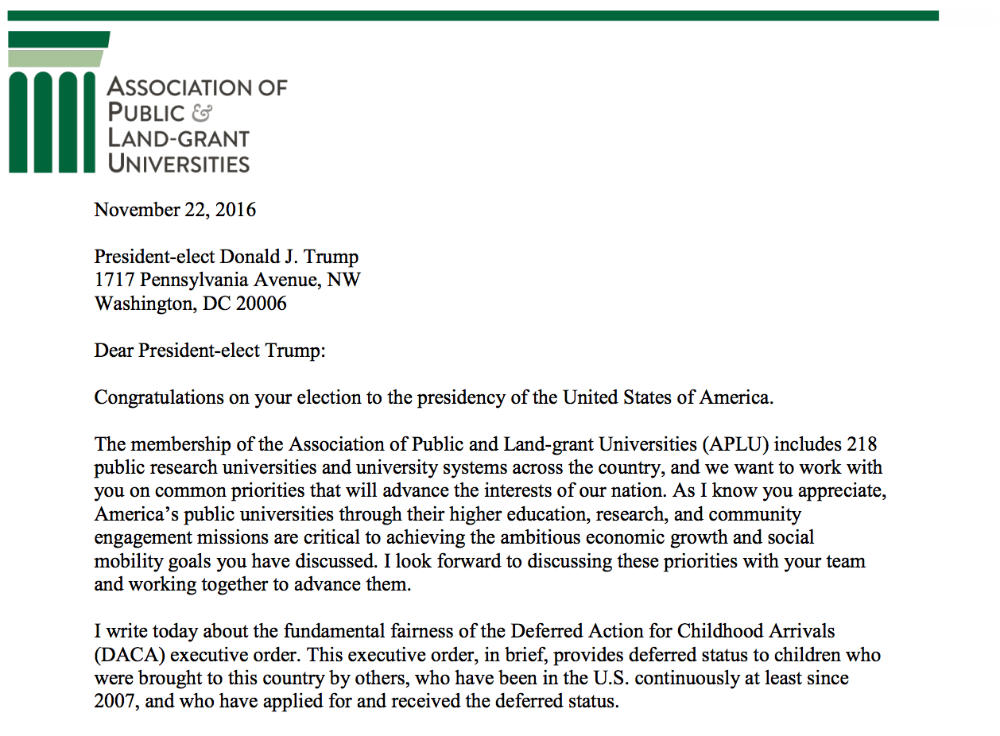 ASSOCIATION OF
PUBLIC &
LAND-GRANT
UNIVERSITIES
November 22, 2016
President-elect Donald J. Trump
1717 Pennsylvania Avenue, NW
Washington, DC 20006
Dear President-elect Trump:
Congratulations on your election to the presidency of the United States of America.
The membership of the Association of Public and Land-grant Universities (APLU) includes 218
public research universities and university systems across the country, and we want to work with
you on common priorities that will advance the interests of our nation. As I know you appreciate,
America’s public universities through their higher education, research, and community
engagement missions are critical to achieving the ambitious economic growth and social
mobility goals you have discussed. I look forward to discussing these priorities with your team
and working together to advance them.
I write today about the fundamental fairness of the Deferred Action for Childhood Arrivals
(DACA) executive order. This executive order, in brief, provides deferred status to children who
were brought to this country by others, who have been in the U.S. continuously at least since
2007, and who have applied for and received the deferred status.